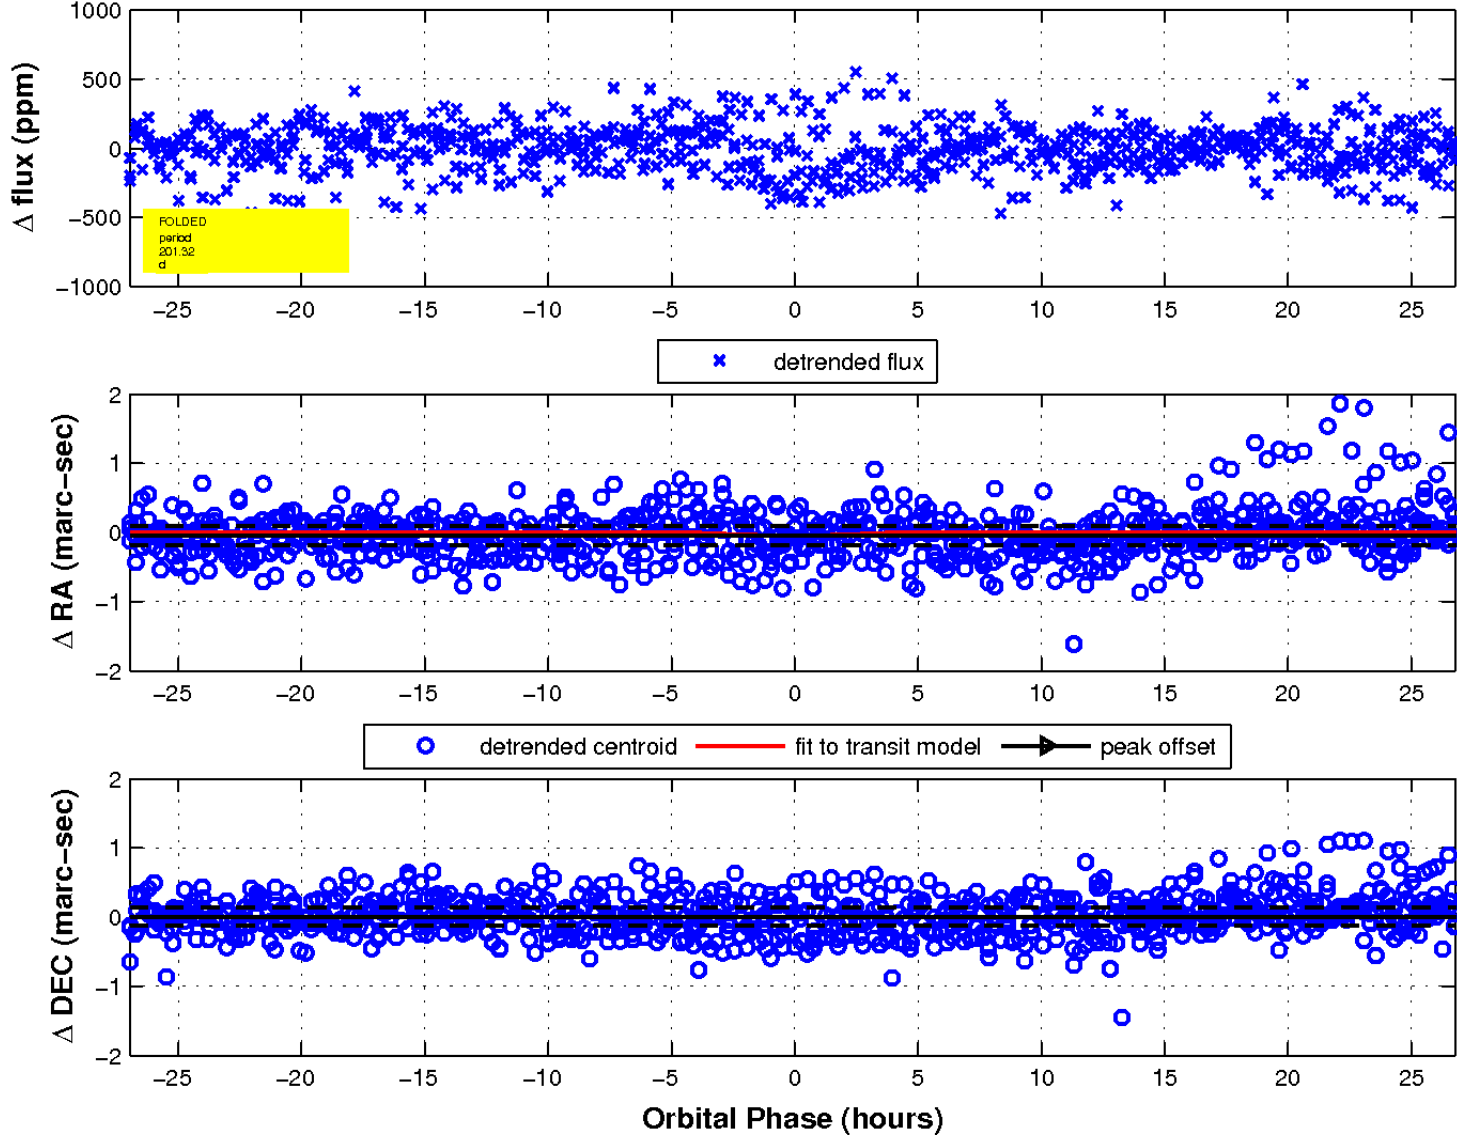 1000
500
0
−500
−1000
Δ flux (ppm)
FOLDED
period
201.32
d
−25 −20 −15 −10 −5 0 5 10 15 20 25
detrended flux
2
1
0
−1
−2
Δ RA (marc−sec)
−25 −20 −15 −10 −5 0 5 10 15 20 25
detrended centroid fit to transit model peak offset
2
1
0
−1
−2
Δ DEC (marc−sec)
−25 −20 −15 −10 −5 0 5 10 15 20 25
Orbital Phase (hours)